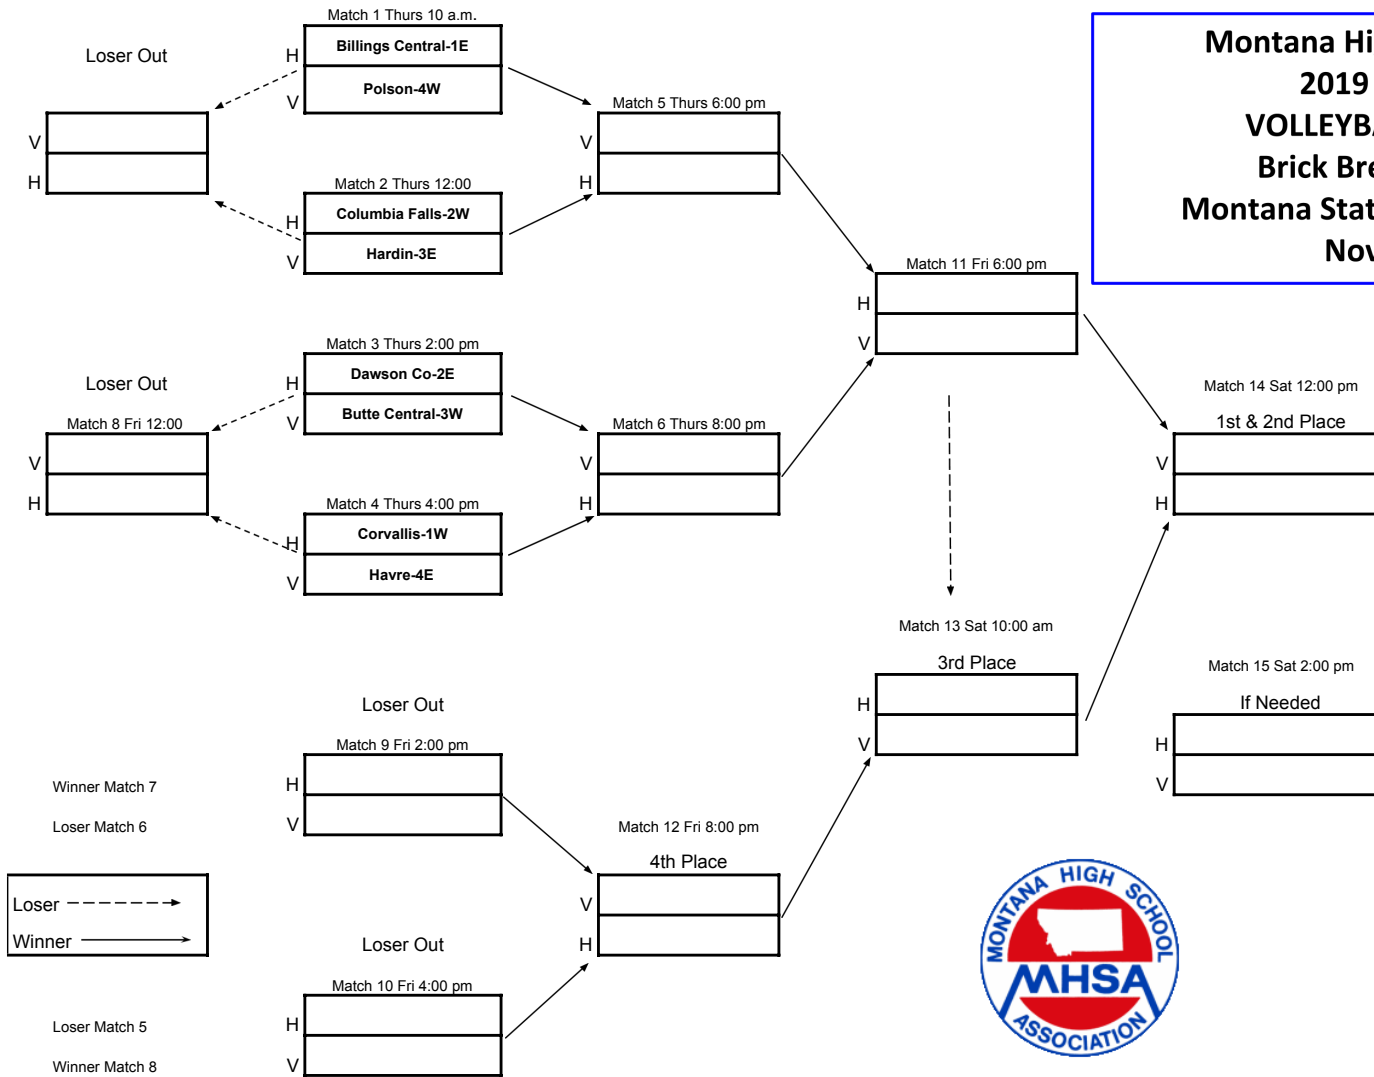 Match 1 Thurs 10 a.m.
Loser Out
H
Billings Central-1E
V
Polson-4W
Montana Hi
2019
VOLLEYBA
Brick Bre
Montana Stat
Nov
V
H
Match 5 Thurs 6:00 pm
V
H
Match 2 Thurs 12:00
H
Columbia Falls-2W
V
Hardin-3E
Match 11 Fri 6:00 pm
H
V
Match 3 Thurs 2:00 pm
Loser Out
H
Dawson Co-2E
V
Butte Central-3W
Match 8 Fri 12:00
V
H
Match 6 Thurs 8:00 pm
V
H
Match 14 Sat 12:00 pm
1st & 2nd Place
V
H
Match 4 Thurs 4:00 pm
H
Corvallis-1W
V
Havre-4E
Match 13 Sat 10:00 am
3rd Place
H
V
Match 15 Sat 2:00 pm
If Needed
H
V
Loser Out
Match 9 Fri 2:00 pm
Winner Match 7
H
Loser Match 6
V
Match 12 Fri 8:00 pm
4th Place
V
H
Loser
Winner
Loser Out
Match 10 Fri 4:00 pm
Loser Match 5
H
Winner Match 8
V
MONTANA HIGH SCHOOL
MHSA
ASSOCIATION